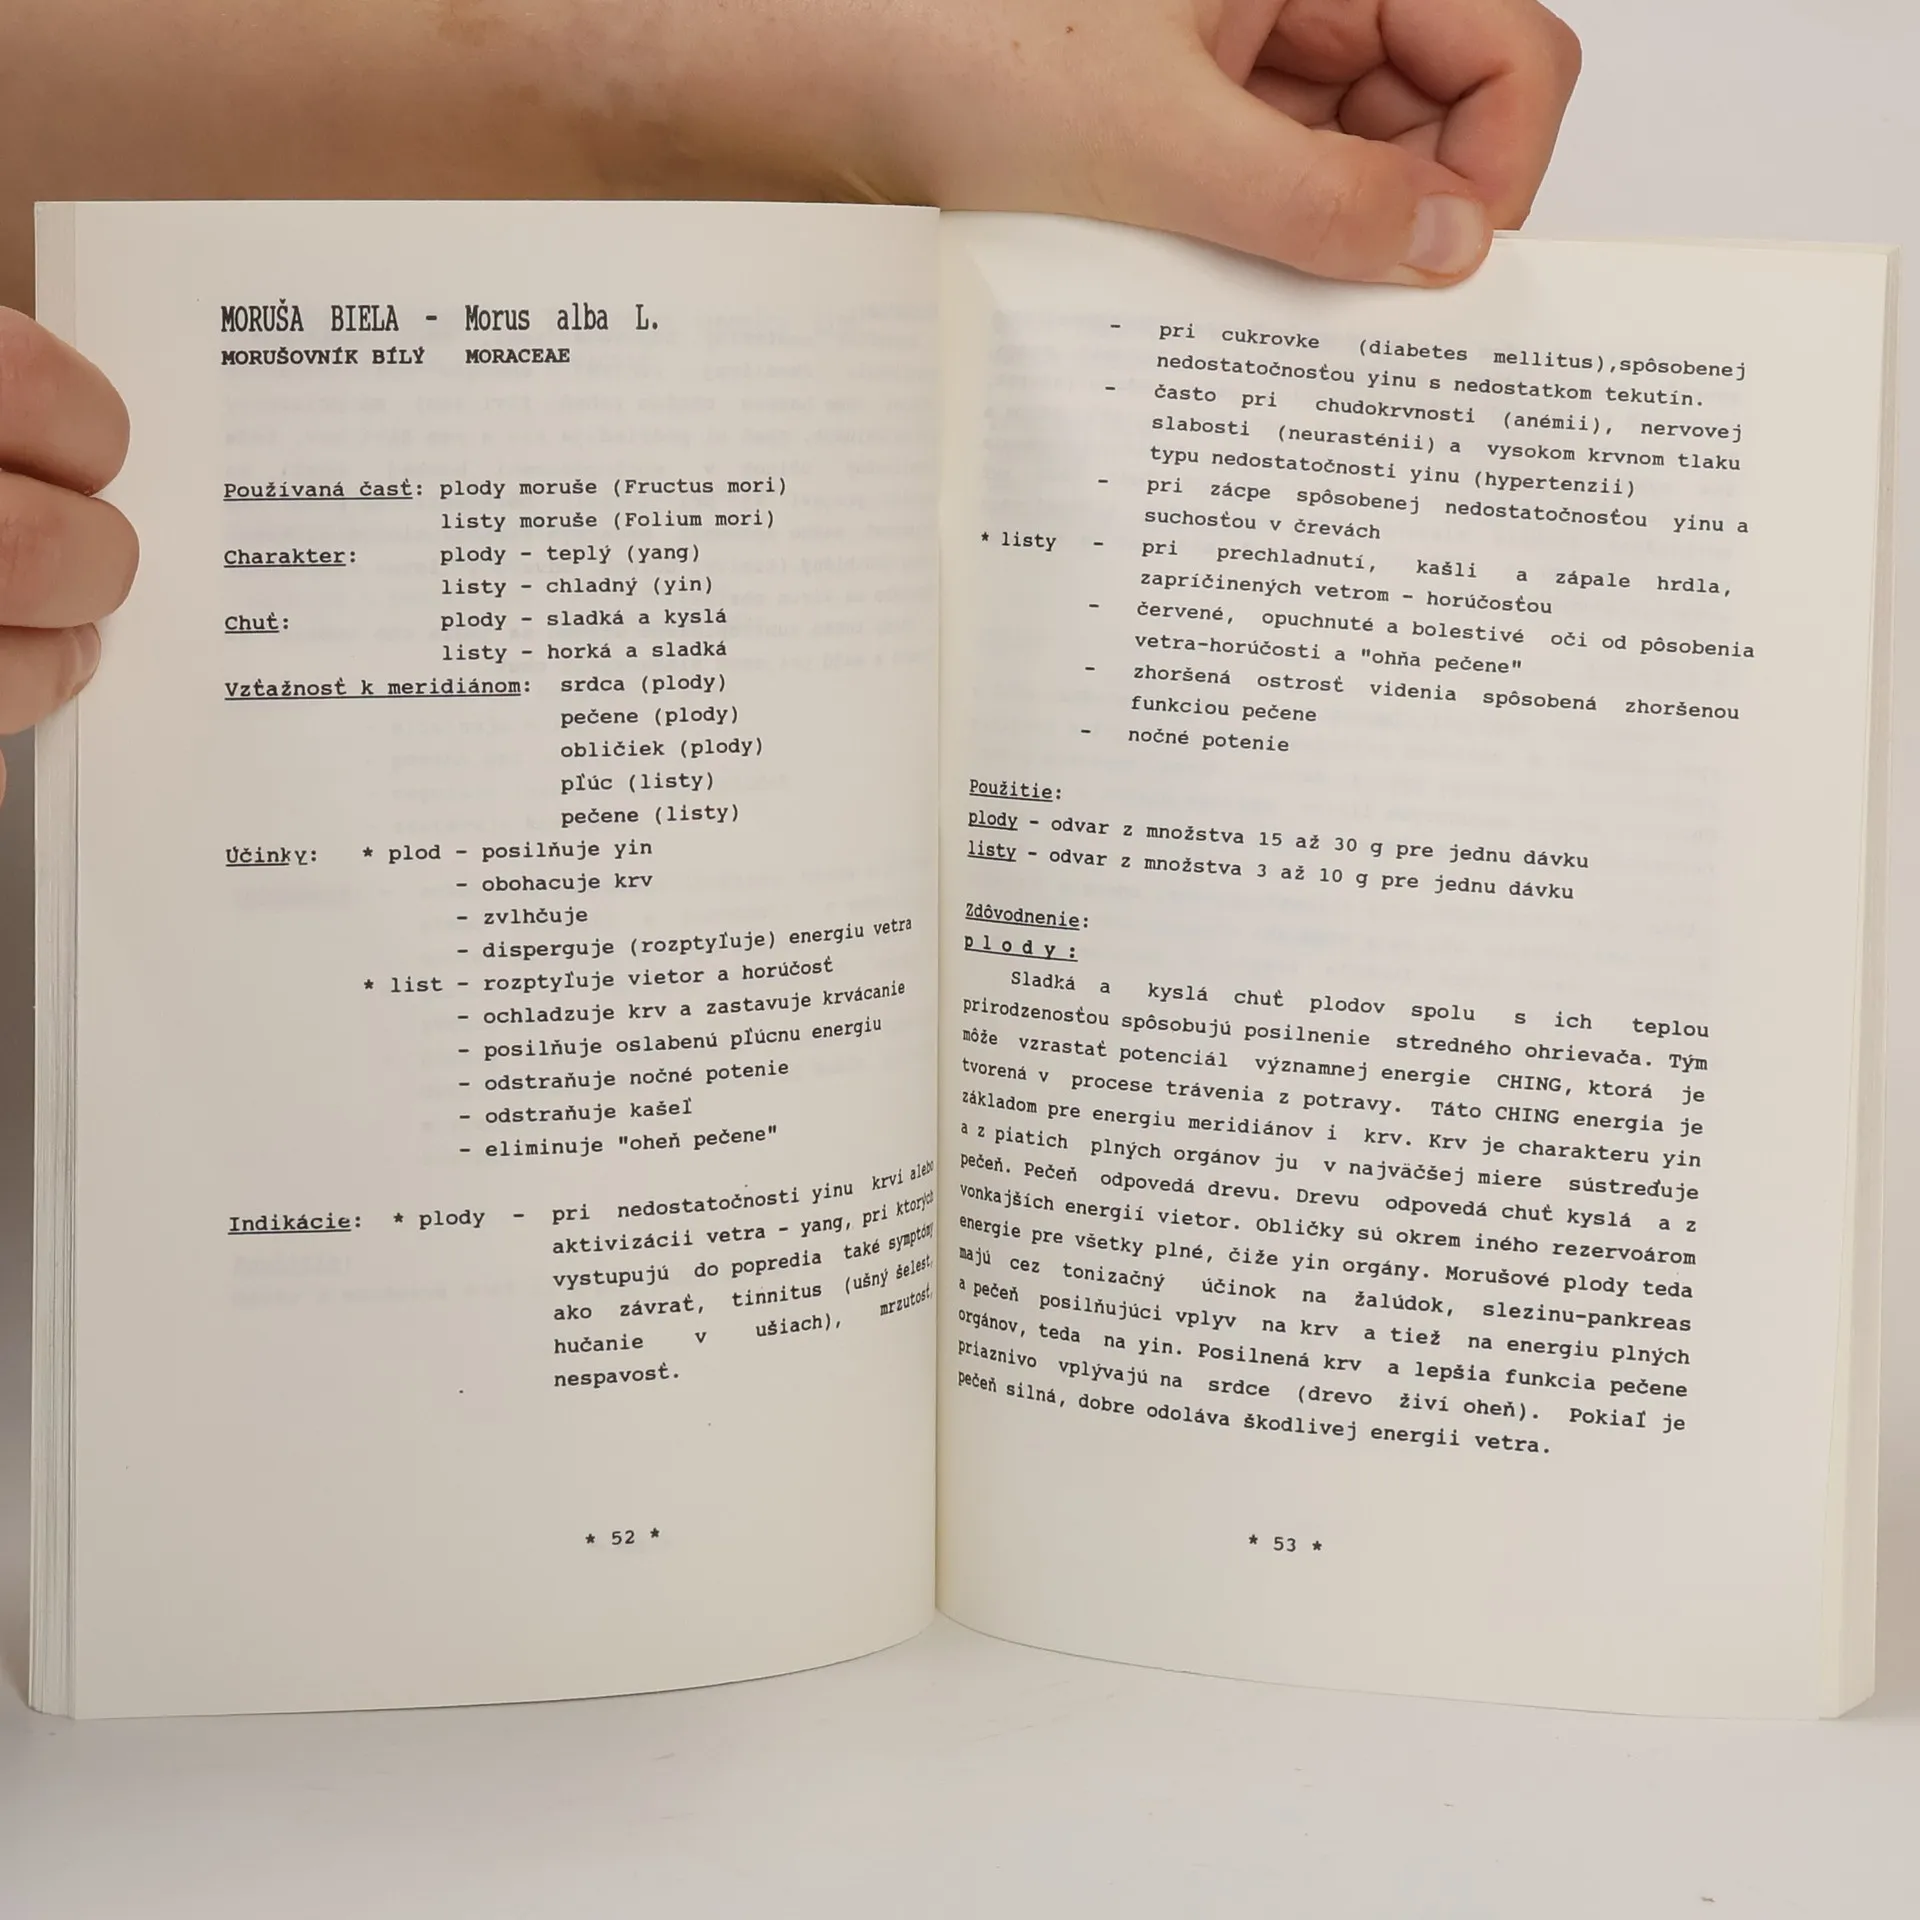 MORUŠA BIELA - Morus alba L.
MORUŠOVNÍK BÍLÝ MORACEAE
Používaná časť: plody moruše (Fructus mori)
listy moruše (Folium mori)
Charakter: plody - teplý (yang)
listy - chladný (yin)
Chuť: plody - sladká a kyslá
listy - horká a sladká
Vzťažnosť k meridiánom: srdca (plody)
pečene (plody)
obličiek (plody)
pľúc (listy)
pečene (listy)
Účinky: * plod - posilňuje yin
- obohacuje krv
- zvlhčuje
- disperguje (rozptyľuje) energiu vetra
* list - rozptyľuje vietor a horúčosť
- ochladzuje krv a zastavuje krvácanie
- posilňuje oslabenú pľúcnu energiu
- odstraňuje nočné potenie
- odstraňuje kašeľ
- eliminuje "oheň pečene"
Indikácie: * plody - pri nedostatočnosti yinu krvi alebo
aktivizácii vetra - yang, pri ktorých
vystupujú do popredia také symptómy
ako závrať, tinnitus (ušný šelest,
hučanie v ušiach), mrzutosť,
nespavosť.
* 52 *
- pri cukrovke (diabetes mellitus),spôsobenej
nedostatočnosťou yinu s nedostatkom tekutín.
- často pri chudokrvnosti (anémii), nervovej
slabosti (neurasténii) a vysokom krvnom tlaku
typu nedostatočnosti yinu (hypertenzii)
- pri zácpe spôsobenej nedostatočnosťou yinu a
suchosťou v črevách
* listy - pri prechladnutí, kašli a zápale hrdla,
zapríčinených vetrom - horúčosťou
- červené, opuchnuté a bolestivé oči od pôsobenia
vetra-horúčosti a "ohňa pečene"
- zhoršená ostrosť videnia spôsobená zhoršenou
funkciou pečene
- nočné potenie
Použitie:
plody - odvar z množstva 15 až 30 g pre jednu dávku
listy - odvar z množstva 3 až 10 g pre jednu dávku
Zdôvodnenie:
p l o d y :
Sladká a kyslá chuť plodov spolu s ich teplou
prirodzenosťou spôsobujú posilnenie stredného ohrievača. Tým
môže vzrastať potenciál významnej energie CHING, ktorá je
tvorená v procese trávenia z potravy. Táto CHING energia je
základom pre energiu meridiánov i krv. Krv je charakteru yin
a z piatich plných orgánov ju v najväčšej miere sústreďuje
pečeň. Pečeň odpovedá drevu. Drevu odpovedá chuť kyslá a z
vonkajších energií vietor. Obličky sú okrem iného rezervoárom
energie pre všetky plné, čiže yin orgány. Morušové plody teda
majú cez tonizačný účinok na žalúdok, slezinu-pankreas
a pečeň posilňujúci vplyv na krv a tiež na energiu plných
orgánov, teda na yin. Posilnená krv a lepšia funkcia pečene
priaznivo vplývajú na srdce (drevo živí oheň). Pokiaľ je
pečeň silná, dobre odoláva škodlivej energii vetra.
* 53 *